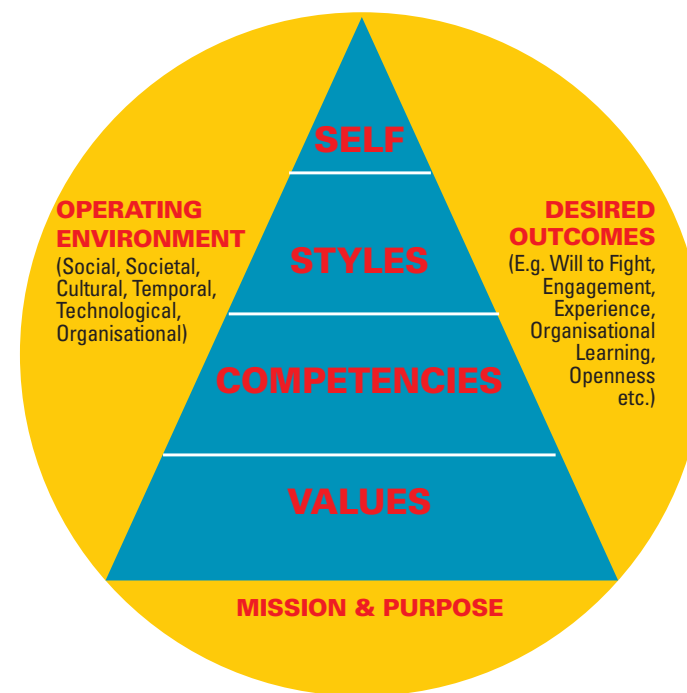 SELF
OPERATING
ENVIRONMENT
(Social, Societal,
Cultural, Temporal,
Technological,
Organisational)
STYLES
DESIRED
OUTCOMES
(E.g. Will to Fight,
Engagement,
Experience,
Organisational
Learning,
Openness
etc.)
COMPETENCIES
VALUES
MISSION & PURPOSE